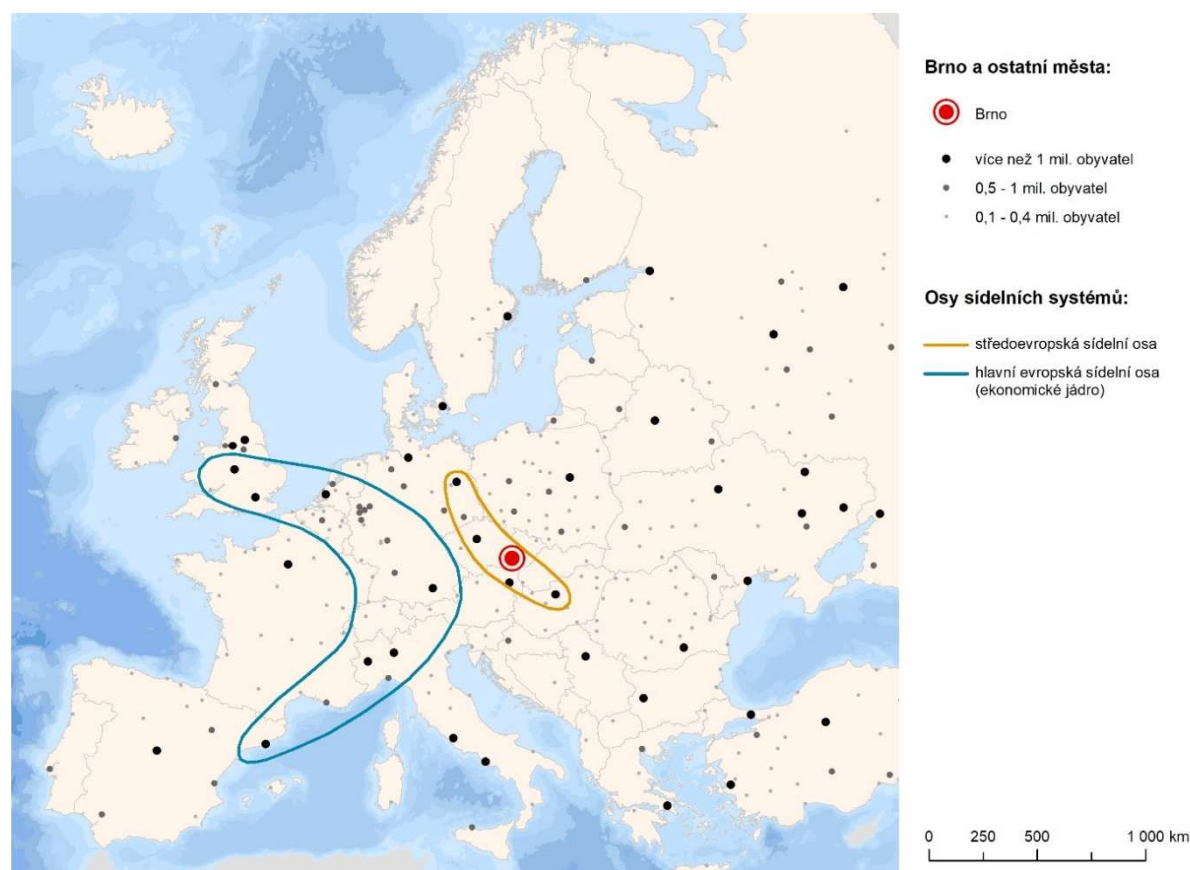 Brno a ostatní města:
Brno
více než 1 mil. obyvatel
0,5 - 1 mil. obyvatel
0,1 - 0,4 mil. obyvatel
Osy sídelních systémů:
středoevropská sídelní osa
hlavní evropská sídelní osa
(ekonomické jádro)
0 250 500 1 000 km